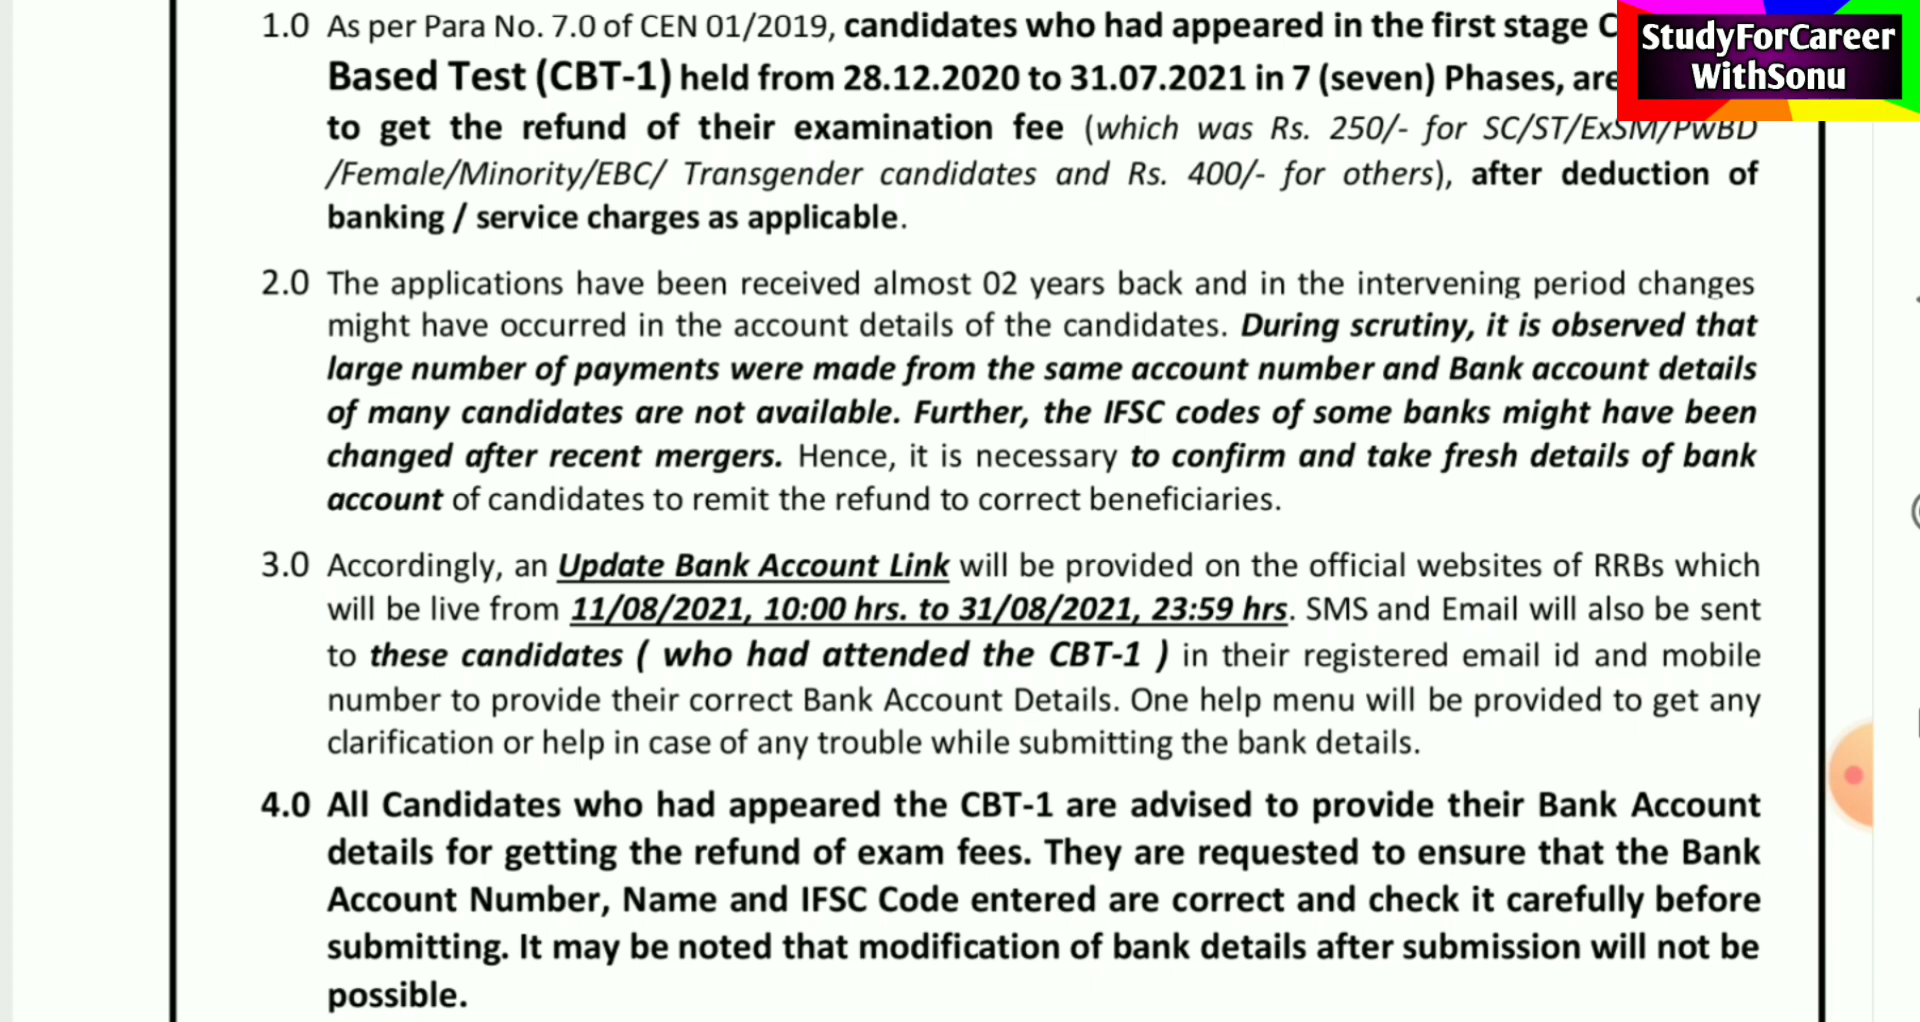 1.0 As per Para No. 7.0 of CEN 01/2019, candidates who had appeared in the first stage C
StudyForCareer
WithSonu
Based Test (CBT-1) held from 28.12.2020 to 31.07.2021 in 7 (seven) Phases, are
to get the refund of their examination fee (which was Rs. 250/- for SC/ST/ExSM/PwBD
/Female/Minority/EBC/ Transgender candidates and Rs. 400/- for others), after deduction of
banking / service charges as applicable.
2.0 The applications have been received almost 02 years back and in the intervening period changes
might have occurred in the account details of the candidates. During scrutiny, it is observed that
large number of payments were made from the same account number and Bank account details
of many candidates are not available. Further, the IFSC codes of some banks might have been
changed after recent mergers. Hence, it is necessary to confirm and take fresh details of bank
account of candidates to remit the refund to correct beneficiaries.
3.0 Accordingly, an Update Bank Account Link will be provided on the official websites of RRBs which
will be live from 11/08/2021, 10:00 hrs. to 31/08/2021, 23:59 hrs. SMS and Email will also be sent
to these candidates ( who had attended the CBT-1 ) in their registered email id and mobile
number to provide their correct Bank Account Details. One help menu will be provided to get any
clarification or help in case of any trouble while submitting the bank details.
4.0 All Candidates who had appeared the CBT-1 are advised to provide their Bank Account
details for getting the refund of exam fees. They are requested to ensure that the Bank
Account Number, Name and IFSC Code entered are correct and check it carefully before
submitting. It may be noted that modification of bank details after submission will not be
possible.